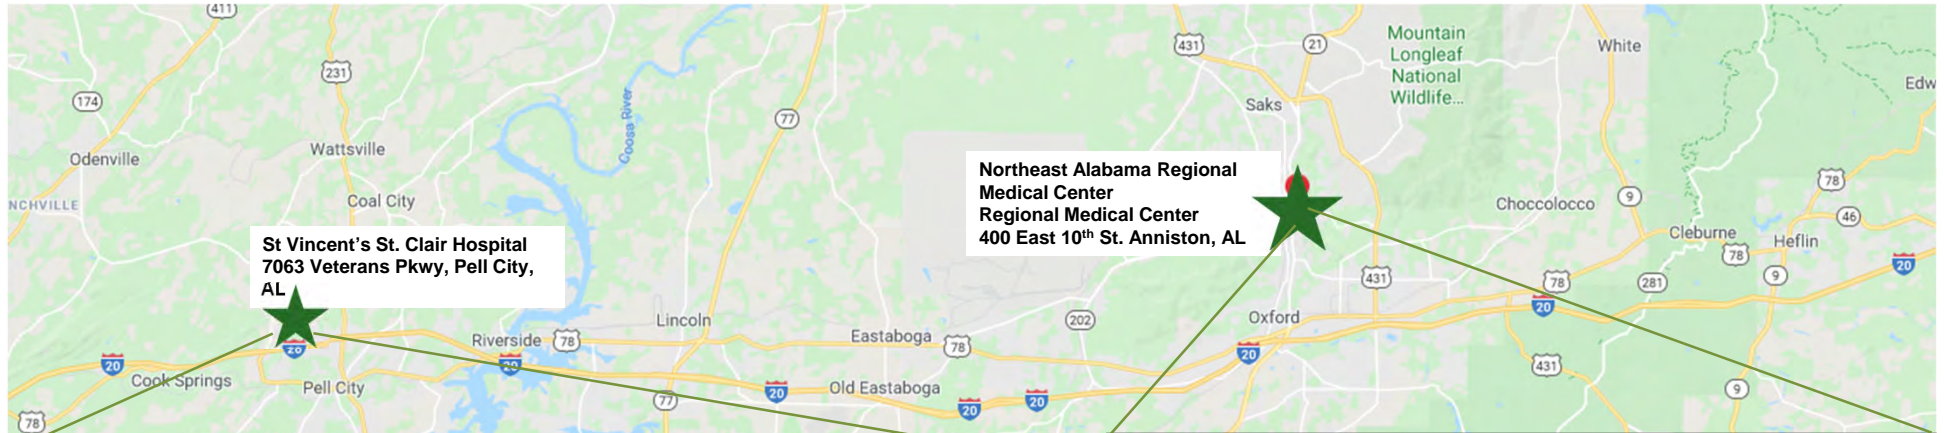 411
431
21
Mountain
Longleaf
National
Wildlife...
White
231
Edw
174
Saks
77
Coosa River
Wattsville
Odenville
Northeast Alabama Regional
Medical Center
Regional Medical Center
400 East 10th St. Anniston, AL
78
Coal City
NCHVILLE
9
Choccolocco
46
St Vincent's St. Clair Hospital
7063 Veterans Pkwy, Pell City,
AL
Cleburne
Heflin
78
20
431
78
9
281
20
Lincoln
202
Oxford
Riverside
78
Eastaboga
78
20
20
20
20
431
Cook Springs
Pell City
20
Old Eastaboga
20
9
77
20
78